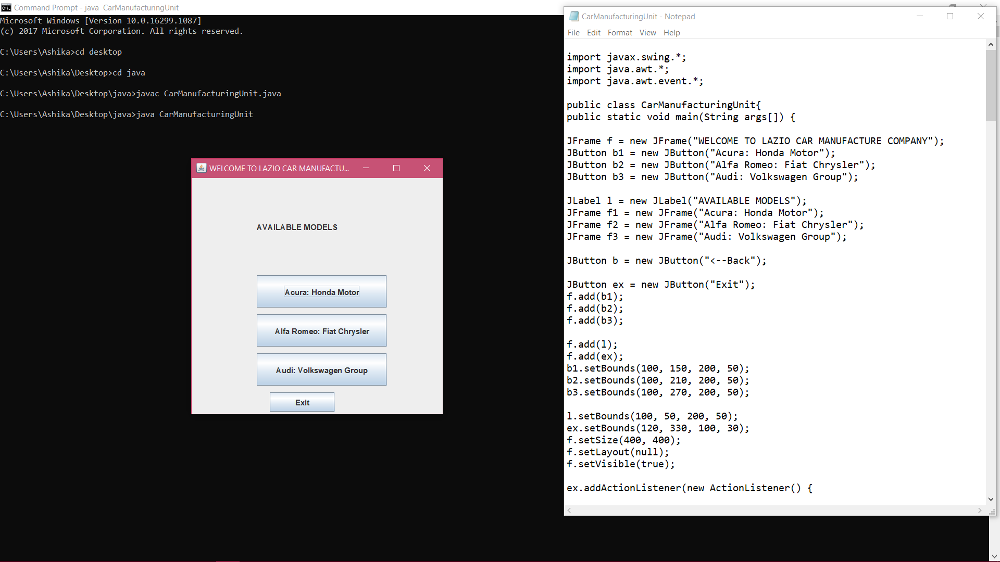 Command Prompt - java  CarManufacturingUnit
Microsoft Windows [Version 10.0.16299.1087]
(c) 2017 Microsoft Corporation. All rights reserved.
C:\Users\Ashika>cd desktop
C:\Users\Ashika\Desktop>cd java
C:\Users\Ashika\Desktop\java>javac CarManufacturingUnit.java
C:\Users\Ashika\Desktop\java>java CarManufacturingUnit
WELCOME TO LAZIO CAR MANUFACTU...
AVAILABLE MODELS
Acura: Honda Motor
Alfa Romeo: Fiat Chrysler
Audi: Volkswagen Group
Exit
CarManufacturingUnit - Notepad
File Edit Format View Help
import javax.swing.*;
import java.awt.*;
import java.awt.event.*;
public class CarManufacturingUnit{
public static void main(String args[]) {
JFrame f = new JFrame("WELCOME TO LAZIO CAR MANUFACTURE COMPANY");
JButton b1 = new JButton("Acura: Honda Motor");
JButton b2 = new JButton("Alfa Romeo: Fiat Chrysler");
JButton b3 = new JButton("Audi: Volkswagen Group");
JLabel l = new JLabel("AVAILABLE MODELS");
JFrame f1 = new JFrame("Acura: Honda Motor");
JFrame f2 = new JFrame("Alfa Romeo: Fiat Chrysler");
JFrame f3 = new JFrame("Audi: Volkswagen Group");
JButton b = new JButton("<--Back");
JButton ex = new JButton("Exit");
f.add(b1);
f.add(b2);
f.add(b3);
f.add(l);
f.add(ex);
b1.setBounds(100, 150, 200, 50);
b2.setBounds(100, 210, 200, 50);
b3.setBounds(100, 270, 200, 50);
l.setBounds(100, 50, 200, 50);
ex.setBounds(120, 330, 100, 30);
f.setSize(400, 400);
f.setLayout(null);
f.setVisible(true);
ex.addActionListener(new ActionListener() {